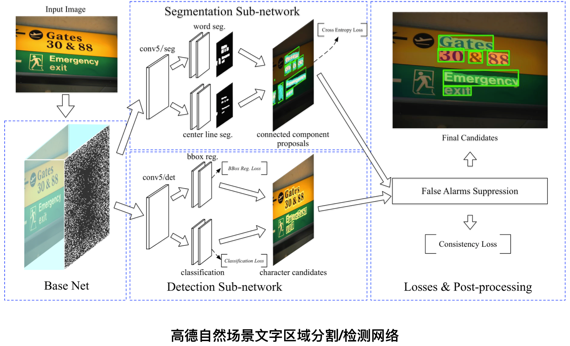 Input Image
Gates
30 & 88
Emergency
exit
Base Net
Segmentation Sub-network
conv5/seg
word seg.
center line seg.
Cross Entropy Loss
connected component
proposals
bbox reg.
conv5/det
BBox Reg. Loss
Classification Loss
classification
character candidates
Detection Sub-network
Gates
30 & 88
Emergency
exit
Final Candidates
False Alarms Suppression
Consistency Loss
Losses & Post-processing
高德自然场景文字区域分割/检测网络